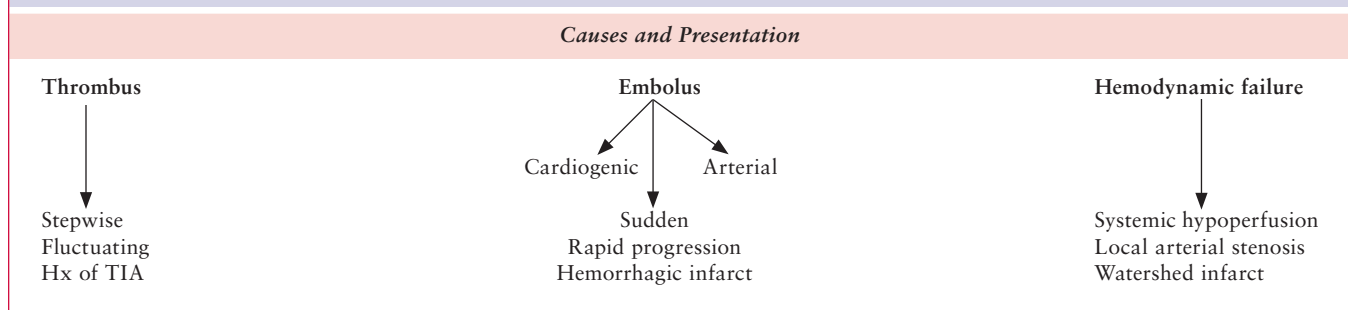 Causes and Presentation
Thrombus
Stepwise
Fluctuating
Hx of TIA
Embolus
Cardiogenic
Arterial
Sudden
Rapid progression
Hemorrhagic infarct
Hemodynamic failure
Systemic hypoperfusion
Local arterial stenosis
Watershed infarct